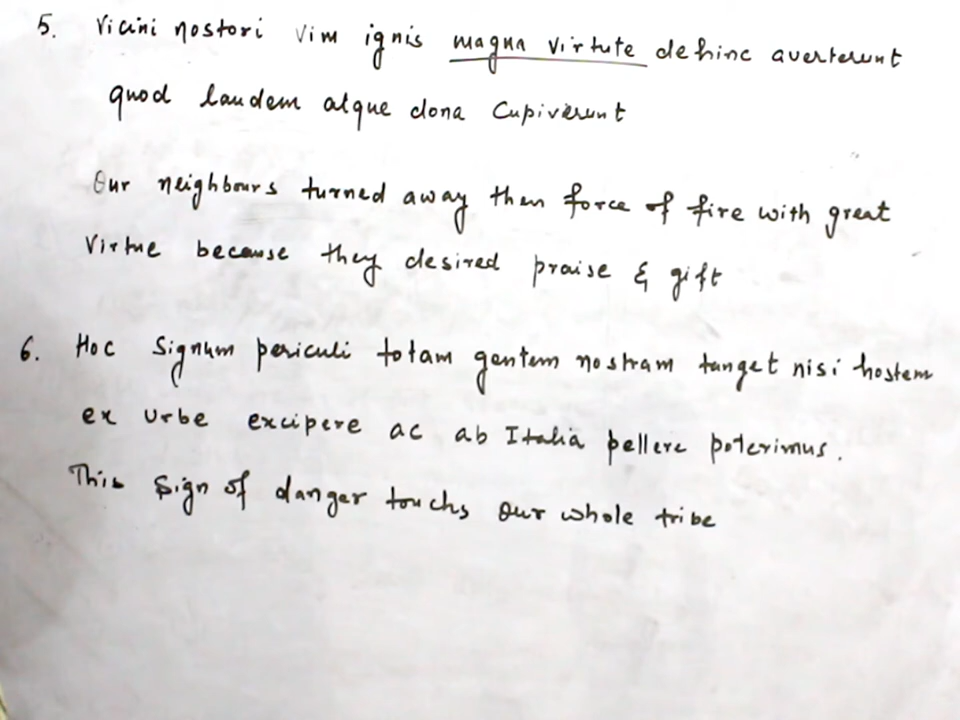 5. Vicini nostori vim ignis magna virtute dehinc averterunt
quod laudem atque dona Cupiverunt
Our neighbours turned away then force of fire with great
Virtue because they desired praise & gift
6. Hoc Signum periculi totam gentem nostram tanget nisi hostem
ex urbe excipere ac ab Italia pellere poterimus.
This Sign of danger touchs our whole tribe